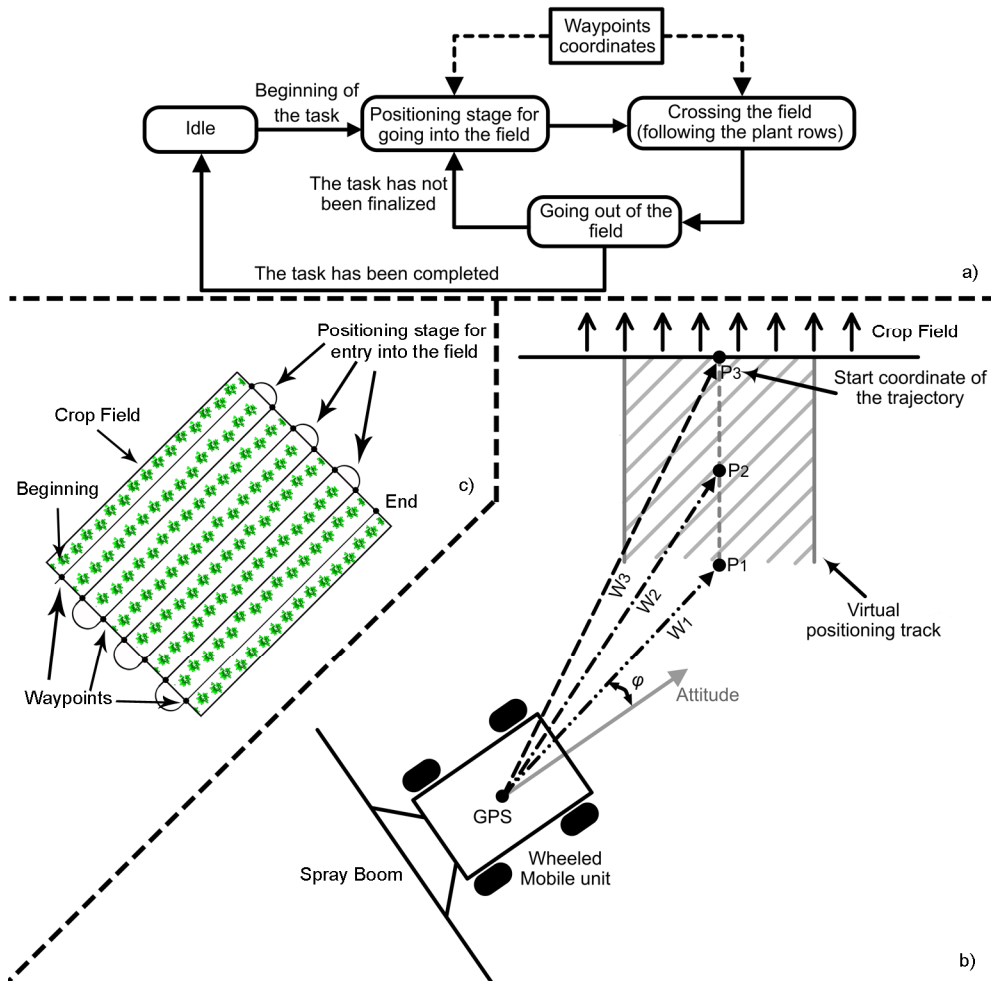 Waypoints
coordinates
Beginning of
the task
Idle
Positioning stage for
going into the field
Crossing the field
(following the plant rows)
The task has not
been finalized
Going out of the
field
The task has been completed
a)
Positioning stage for
entry into the field
Crop Field
Beginning
c)
End
Waypoints
Crop Field
P3
Start coordinate of
the trajectory
P2
P1
W3
W2
W1
Virtual
positioning track
φ
Attitude
GPS
Wheeled
Mobile unit
Spray Boom
b)